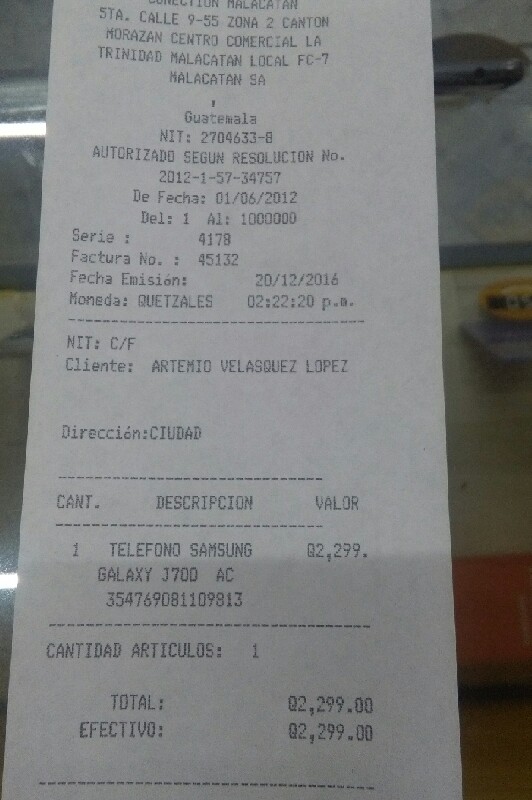 CONECTION MALACATAN
5TA. CALLE 9-55 ZONA 2 CANTON
MORAZAN CENTRO COMERCIAL LA
TRINIDAD MALACATAN LOCAL FC-7
MALACATAN SA
,
Guatemala
NIT: 2704633-8
AUTORIZADO SEGUN RESOLUCION No.
2012-1-57-34757
De Fecha: 01/06/2012
Del: 1 Al: 1000000
Serie : 4178
Factura No. : 45132
Fecha Emisión: 20/12/2016
Moneda: QUETZALES 02:22:20 p.m.
NIT: C/F
Cliente: ARTEMIO VELASQUEZ LOPEZ
Dirección:CIUDAD
CANT. DESCRIPCION VALOR
1 TELEFONO SAMSUNG Q2,299.
GALAXY J700 AC
354769081109813
CANTIDAD ARTICULOS: 1
TOTAL: Q2,299.00
EFECTIVO: Q2,299.00